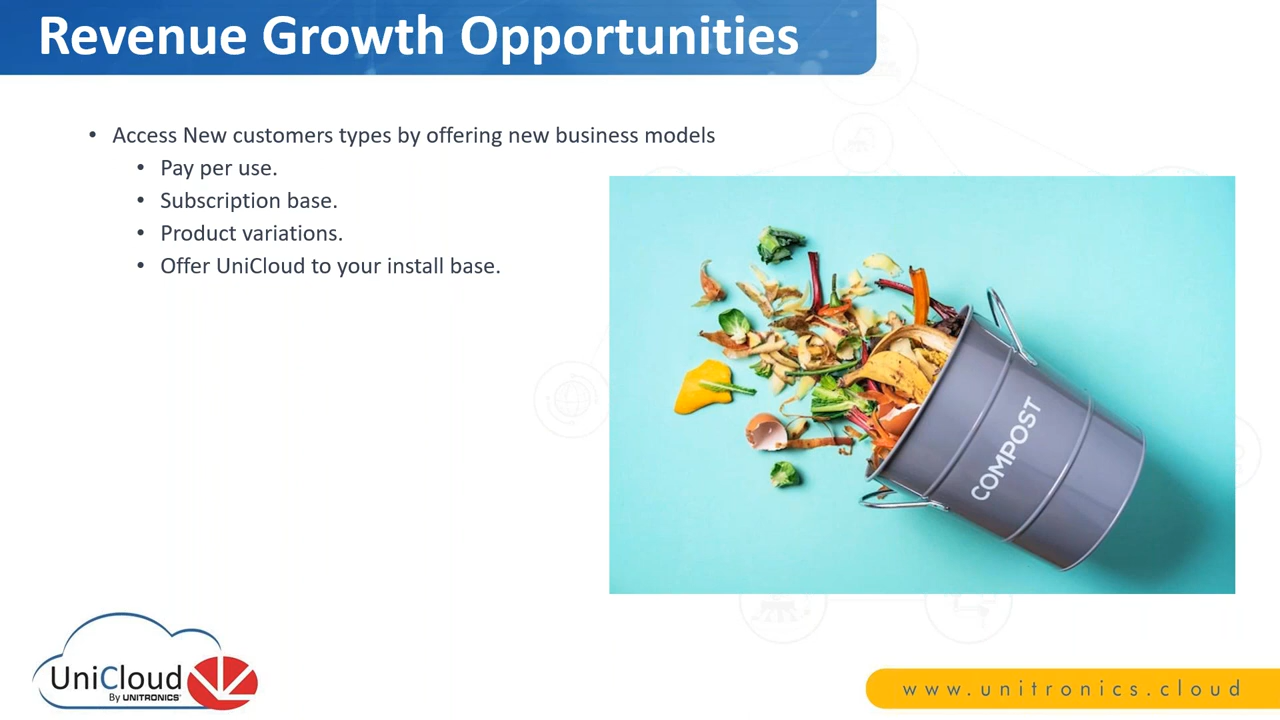 Revenue Growth Opportunities
• Access New customers types by offering new business models
• Pay per use.
• Subscription base.
• Product variations.
• Offer UniCloud to your install base.
COMPOST
UniCloud
By UNITRONICS®
www.unitronics.cloud